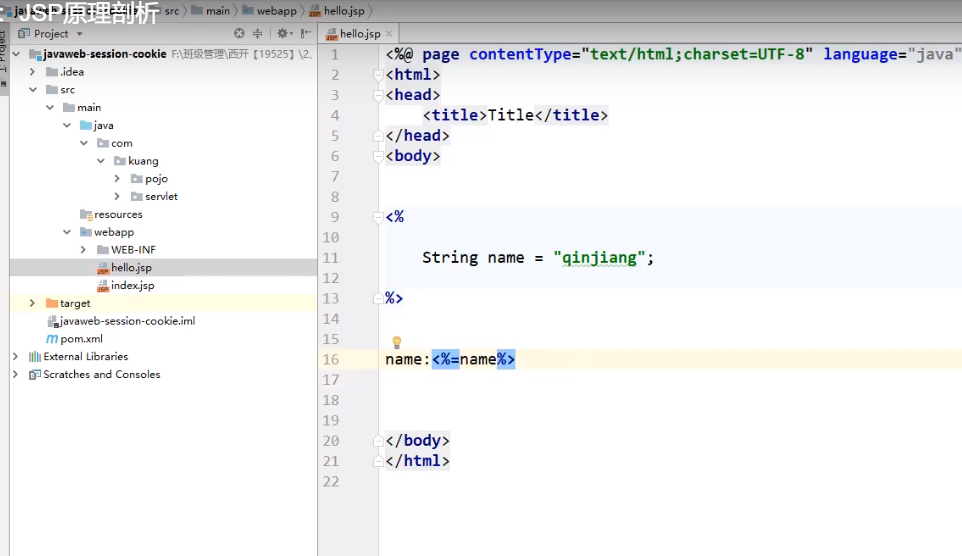 : JSP原理剖析
javaweb-session-cookie src main webapp hello.jsp
Project
hello.jsp
1: Project
javaweb-session-cookie F:\班级管理\西开【19525】\2.
.idea
src
main
java
com
kuang
pojo
servlet
resources
webapp
WEB-INF
hello.jsp
index.jsp
target
javaweb-session-cookie.iml
pom.xml
External Libraries
Scratches and Consoles
1 <%@ page contentType="text/html;charset=UTF-8" language="java"
2 <html>
3 <head>
4 <title>Title</title>
5 </head>
6 <body>
7
8
9 <%
10
11 String name = "qinjiang";
12
13 %>
14
15
16 name:<%=name%>
17
18
19
20 </body>
21 </html>
22